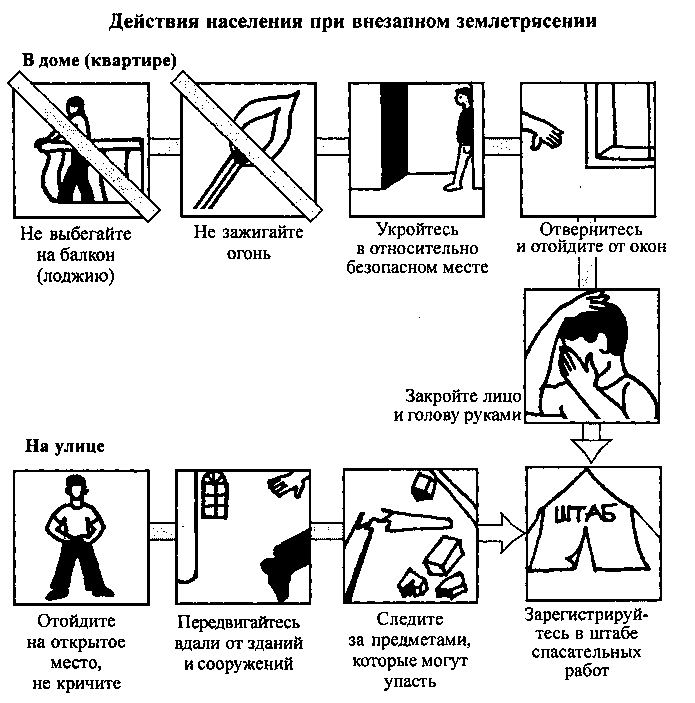 Действия населения при внезапном землетрясении
В доме (квартире)
Не выбегайте
на балкон
(лоджию)
Не зажигайте
огонь
Укройтесь
в относительно
безопасном месте
Отвернитесь
и отойдите от окон
Закройте лицо
и голову руками
На улице
ШТАБ
Отойдите
на открытое
место,
не кричите
Передвигайтесь
вдали от зданий
и сооружений
Следите
за предметами,
которые могут
упасть
Зарегистрируй-
тесь в штабе
спасательных
работ